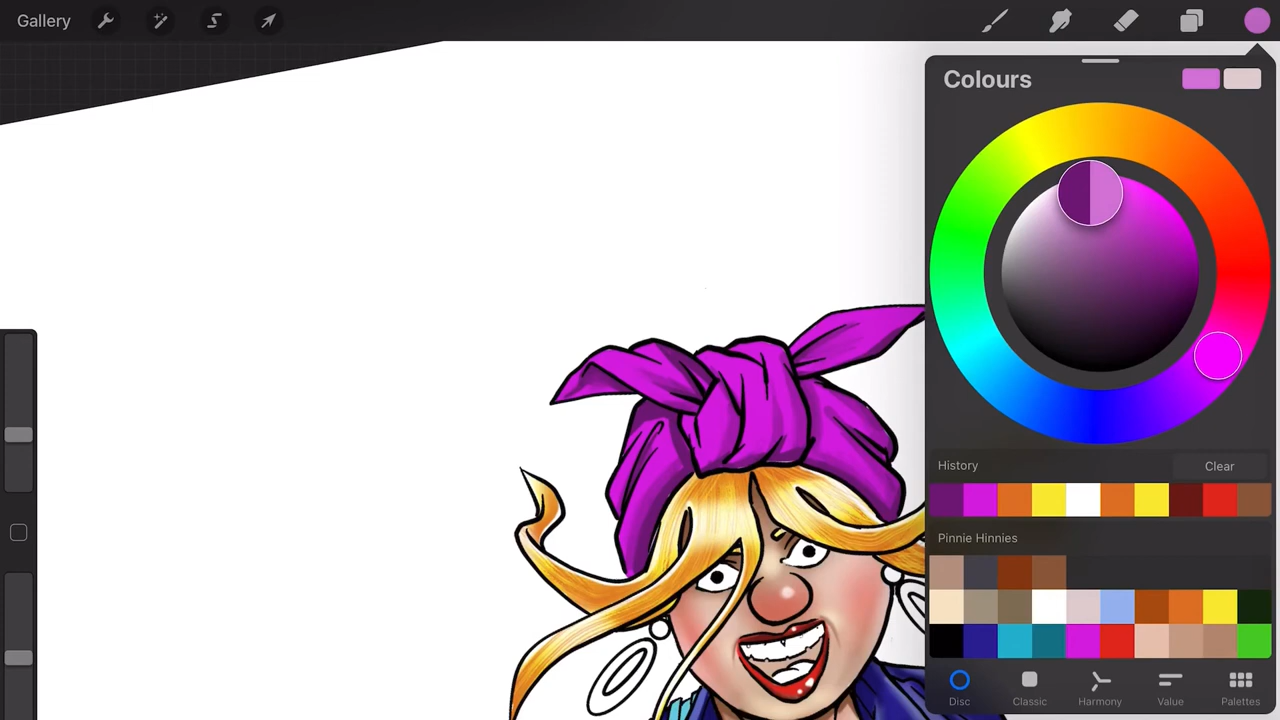 Gallery
Colours
History
Clear
Pinnie Hinnies
Disc
Classic
Harmony
Value
Palettes